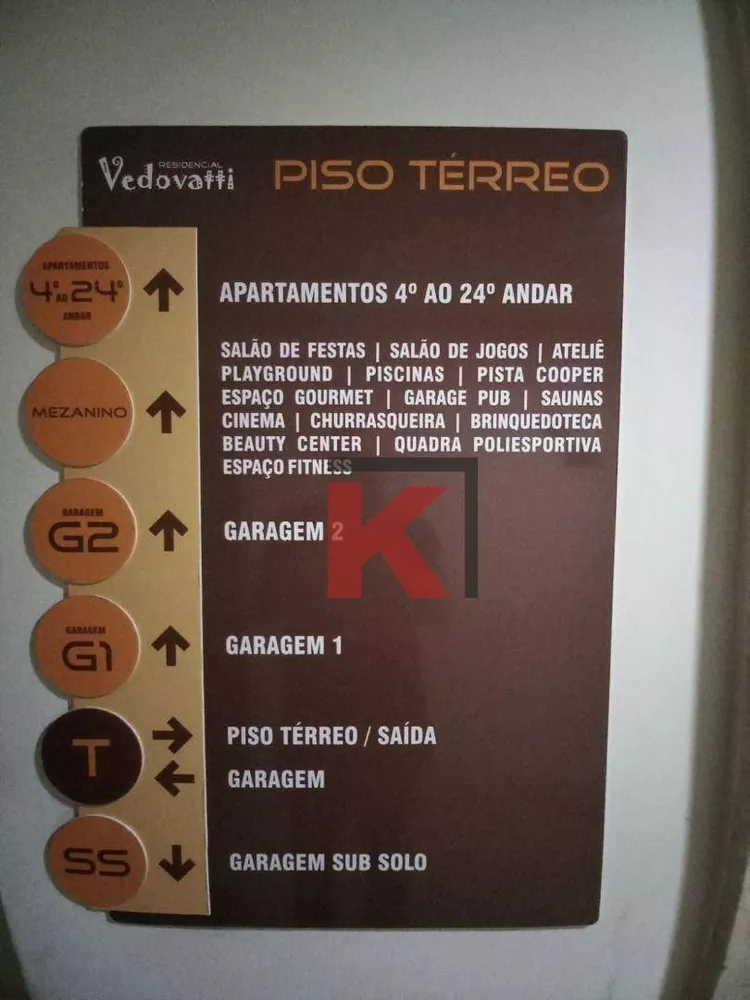 RESIDENCIAL
Vedovatti
PISO TÉRREO
APARTAMENTOS
4º AO 24º
ANDAR
APARTAMENTOS 4º AO 24º ANDAR
MEZANINO
SALÃO DE FESTAS | SALÃO DE JOGOS | ATELIÊ
PLAYGROUND | PISCINAS | PISTA COOPER
ESPAÇO GOURMET | GARAGE PUB | SAUNAS
CINEMA | CHURRASQUEIRA | BRINQUEDOTECA
BEAUTY CENTER | QUADRA POLIESPORTIVA
ESPAÇO FITNESS
GARAGEM
G2
GARAGEM 2
K
GARAGEM
G1
GARAGEM 1
T
PISO TÉRREO / SAÍDA
GARAGEM
SS
GARAGEM SUB SOLO